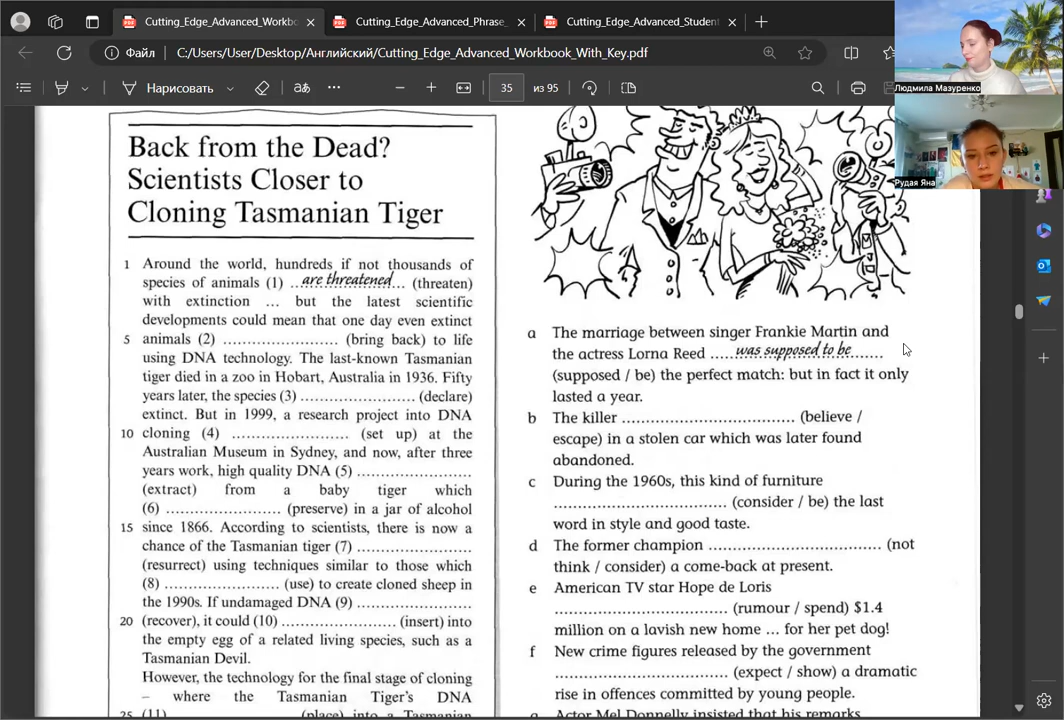 Cutting_Edge_Advanced_Workbo
Cutting_Edge_Advanced_Phrase_
Cutting_Edge_Advanced_Student
Файл
C:/Users/User/Desktop/Английский/Cutting_Edge_Advanced_Workbook_With_Key.pdf
Нарисовать
aあ
35
из 95
Людмила Мазуренко
Рудая Яна
Back from the Dead?
Scientists Closer to
Cloning Tasmanian Tiger
1 Around the world, hundreds if not thousands of
species of animals (1) ...are threatened... (threaten)
with extinction ... but the latest scientific
developments could mean that one day even extinct
5 animals (2) .......................... (bring back) to life
using DNA technology. The last-known Tasmanian
tiger died in a zoo in Hobart, Australia in 1936. Fifty
years later, the species (3) .......................... (declare)
extinct. But in 1999, a research project into DNA
10 cloning (4) .......................... (set up) at the
Australian Museum in Sydney, and now, after three
years work, high quality DNA (5) ..........................
(extract) from a baby tiger which
(6) .......................... (preserve) in a jar of alcohol
15 since 1866. According to scientists, there is now a
chance of the Tasmanian tiger (7) ..........................
(resurrect) using techniques similar to those which
(8) .......................... (use) to create cloned sheep in
the 1990s. If undamaged DNA (9) ..........................
20 (recover), it could (10) .......................... (insert) into
the empty egg of a related living species, such as a
Tasmanian Devil.
However, the technology for the final stage of cloning
– where the Tasmanian Tiger's DNA
25 (11) .......................... (place) into a Tasmanian
a The marriage between singer Frankie Martin and
the actress Lorna Reed .....was supposed to be.......
(supposed / be) the perfect match: but in fact it only
lasted a year.
b The killer ..................................... (believe /
escape) in a stolen car which was later found
abandoned.
c During the 1960s, this kind of furniture
..................................... (consider / be) the last
word in style and good taste.
d The former champion ..................................... (not
think / consider) a come-back at present.
e American TV star Hope de Loris
..................................... (rumour / spend) $1.4
million on a lavish new home ... for her pet dog!
f New crime figures released by the government
..................................... (expect / show) a dramatic
rise in offences committed by young people.
g Actor Mel Donnelly insisted that his remarks